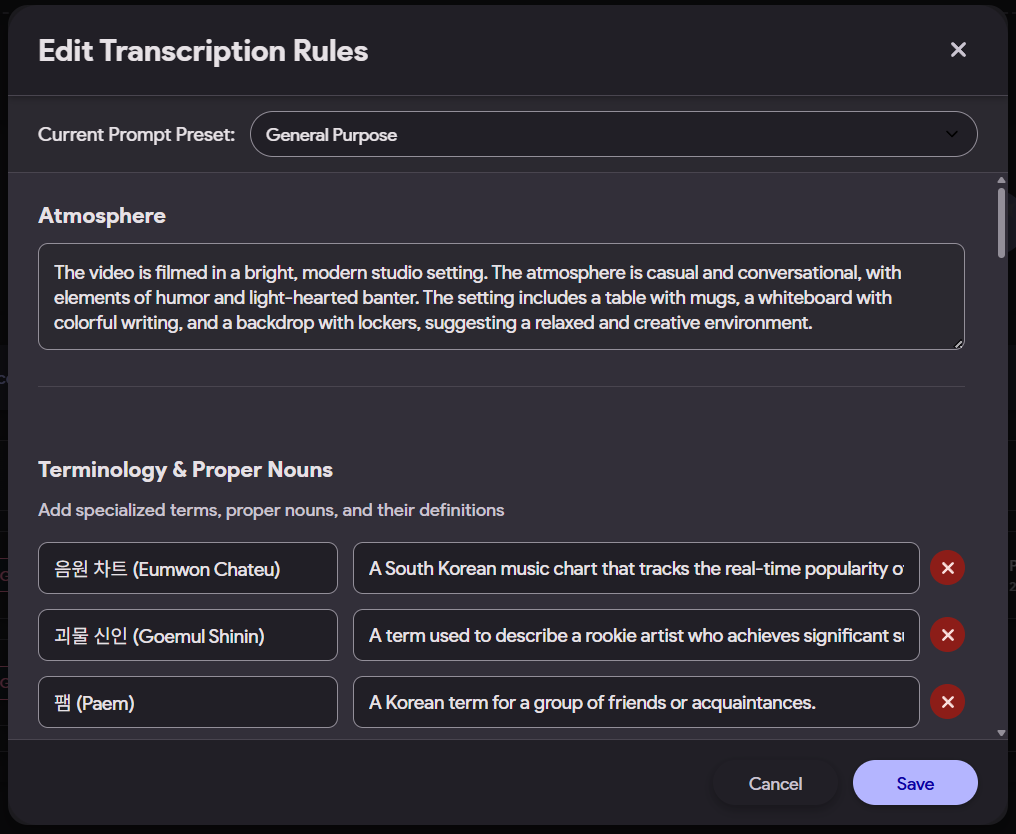 Edit Transcription Rules
Current Prompt Preset: General Purpose
Atmosphere
The video is filmed in a bright, modern studio setting. The atmosphere is casual and conversational, with
elements of humor and light-hearted banter. The setting includes a table with mugs, a whiteboard with
colorful writing, and a backdrop with lockers, suggesting a relaxed and creative environment.
Terminology & Proper Nouns
Add specialized terms, proper nouns, and their definitions
음원 차트 (Eumwon Chateu) A South Korean music chart that tracks the real-time popularity
괴물 신인 (Goemul Shinin) A term used to describe a rookie artist who achieves significant
팸 (Paem) A Korean term for a group of friends or acquaintances.
Cancel Save